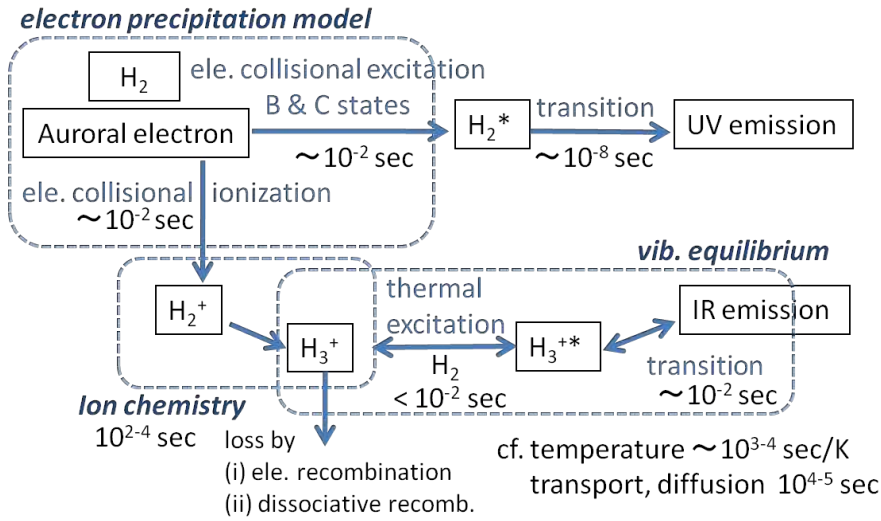 electron precipitation model
H₂
ele. collisional excitation
B & C states
Auroral electron
～10⁻² sec
H₂*
transition
～10⁻⁸ sec
UV emission
ele. collisional ionization
～10⁻² sec
vib. equilibrium
H₂⁺
H₃⁺
thermal
excitation
H₂
< 10⁻² sec
H₃⁺*
IR emission
transition
～10⁻² sec
Ion chemistry
10²⁻⁴ sec
loss by
(i) ele. recombination
(ii) dissociative recomb.
cf. temperature ～10³⁻⁴ sec/K
transport, diffusion 10⁴⁻⁵ sec